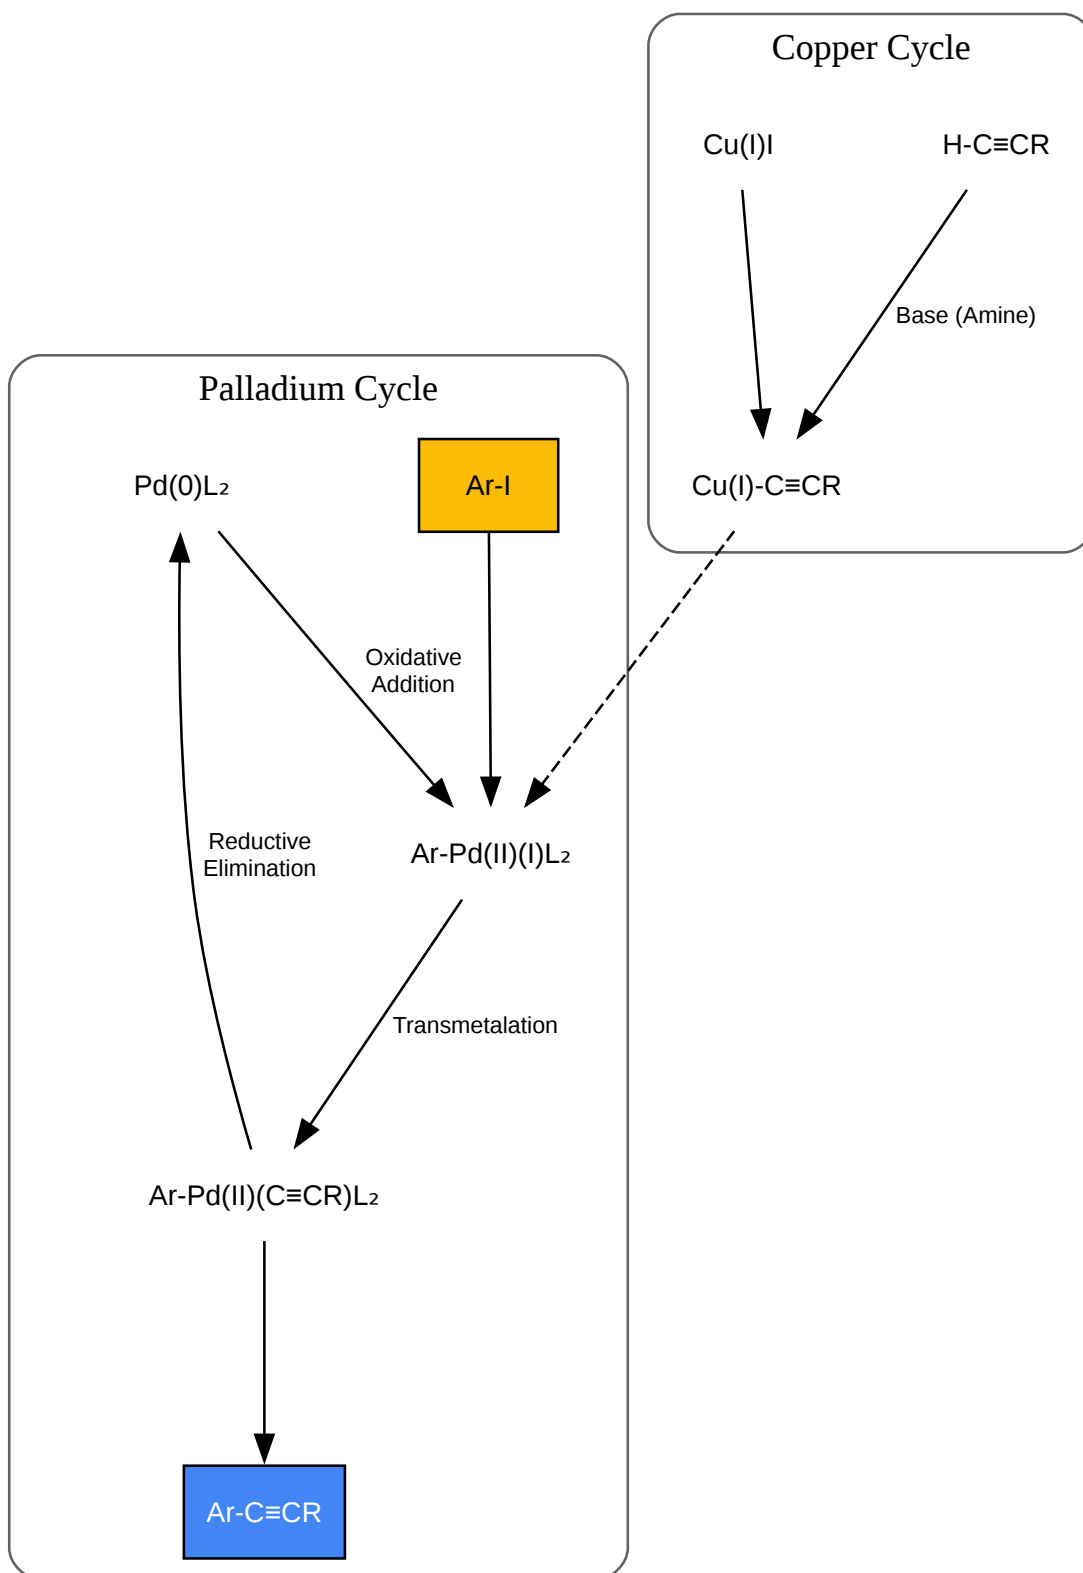 Copper Cycle
Cu(I)I
H-C≡CR
Base (Amine)
Cu(I)-C≡CR
Palladium Cycle
Pd(0)L₂
Ar-I
Oxidative
Addition
Reductive
Elimination
Ar-Pd(II)(I)L₂
Transmetalation
Ar-Pd(II)(C≡CR)L₂
Ar-C≡CR